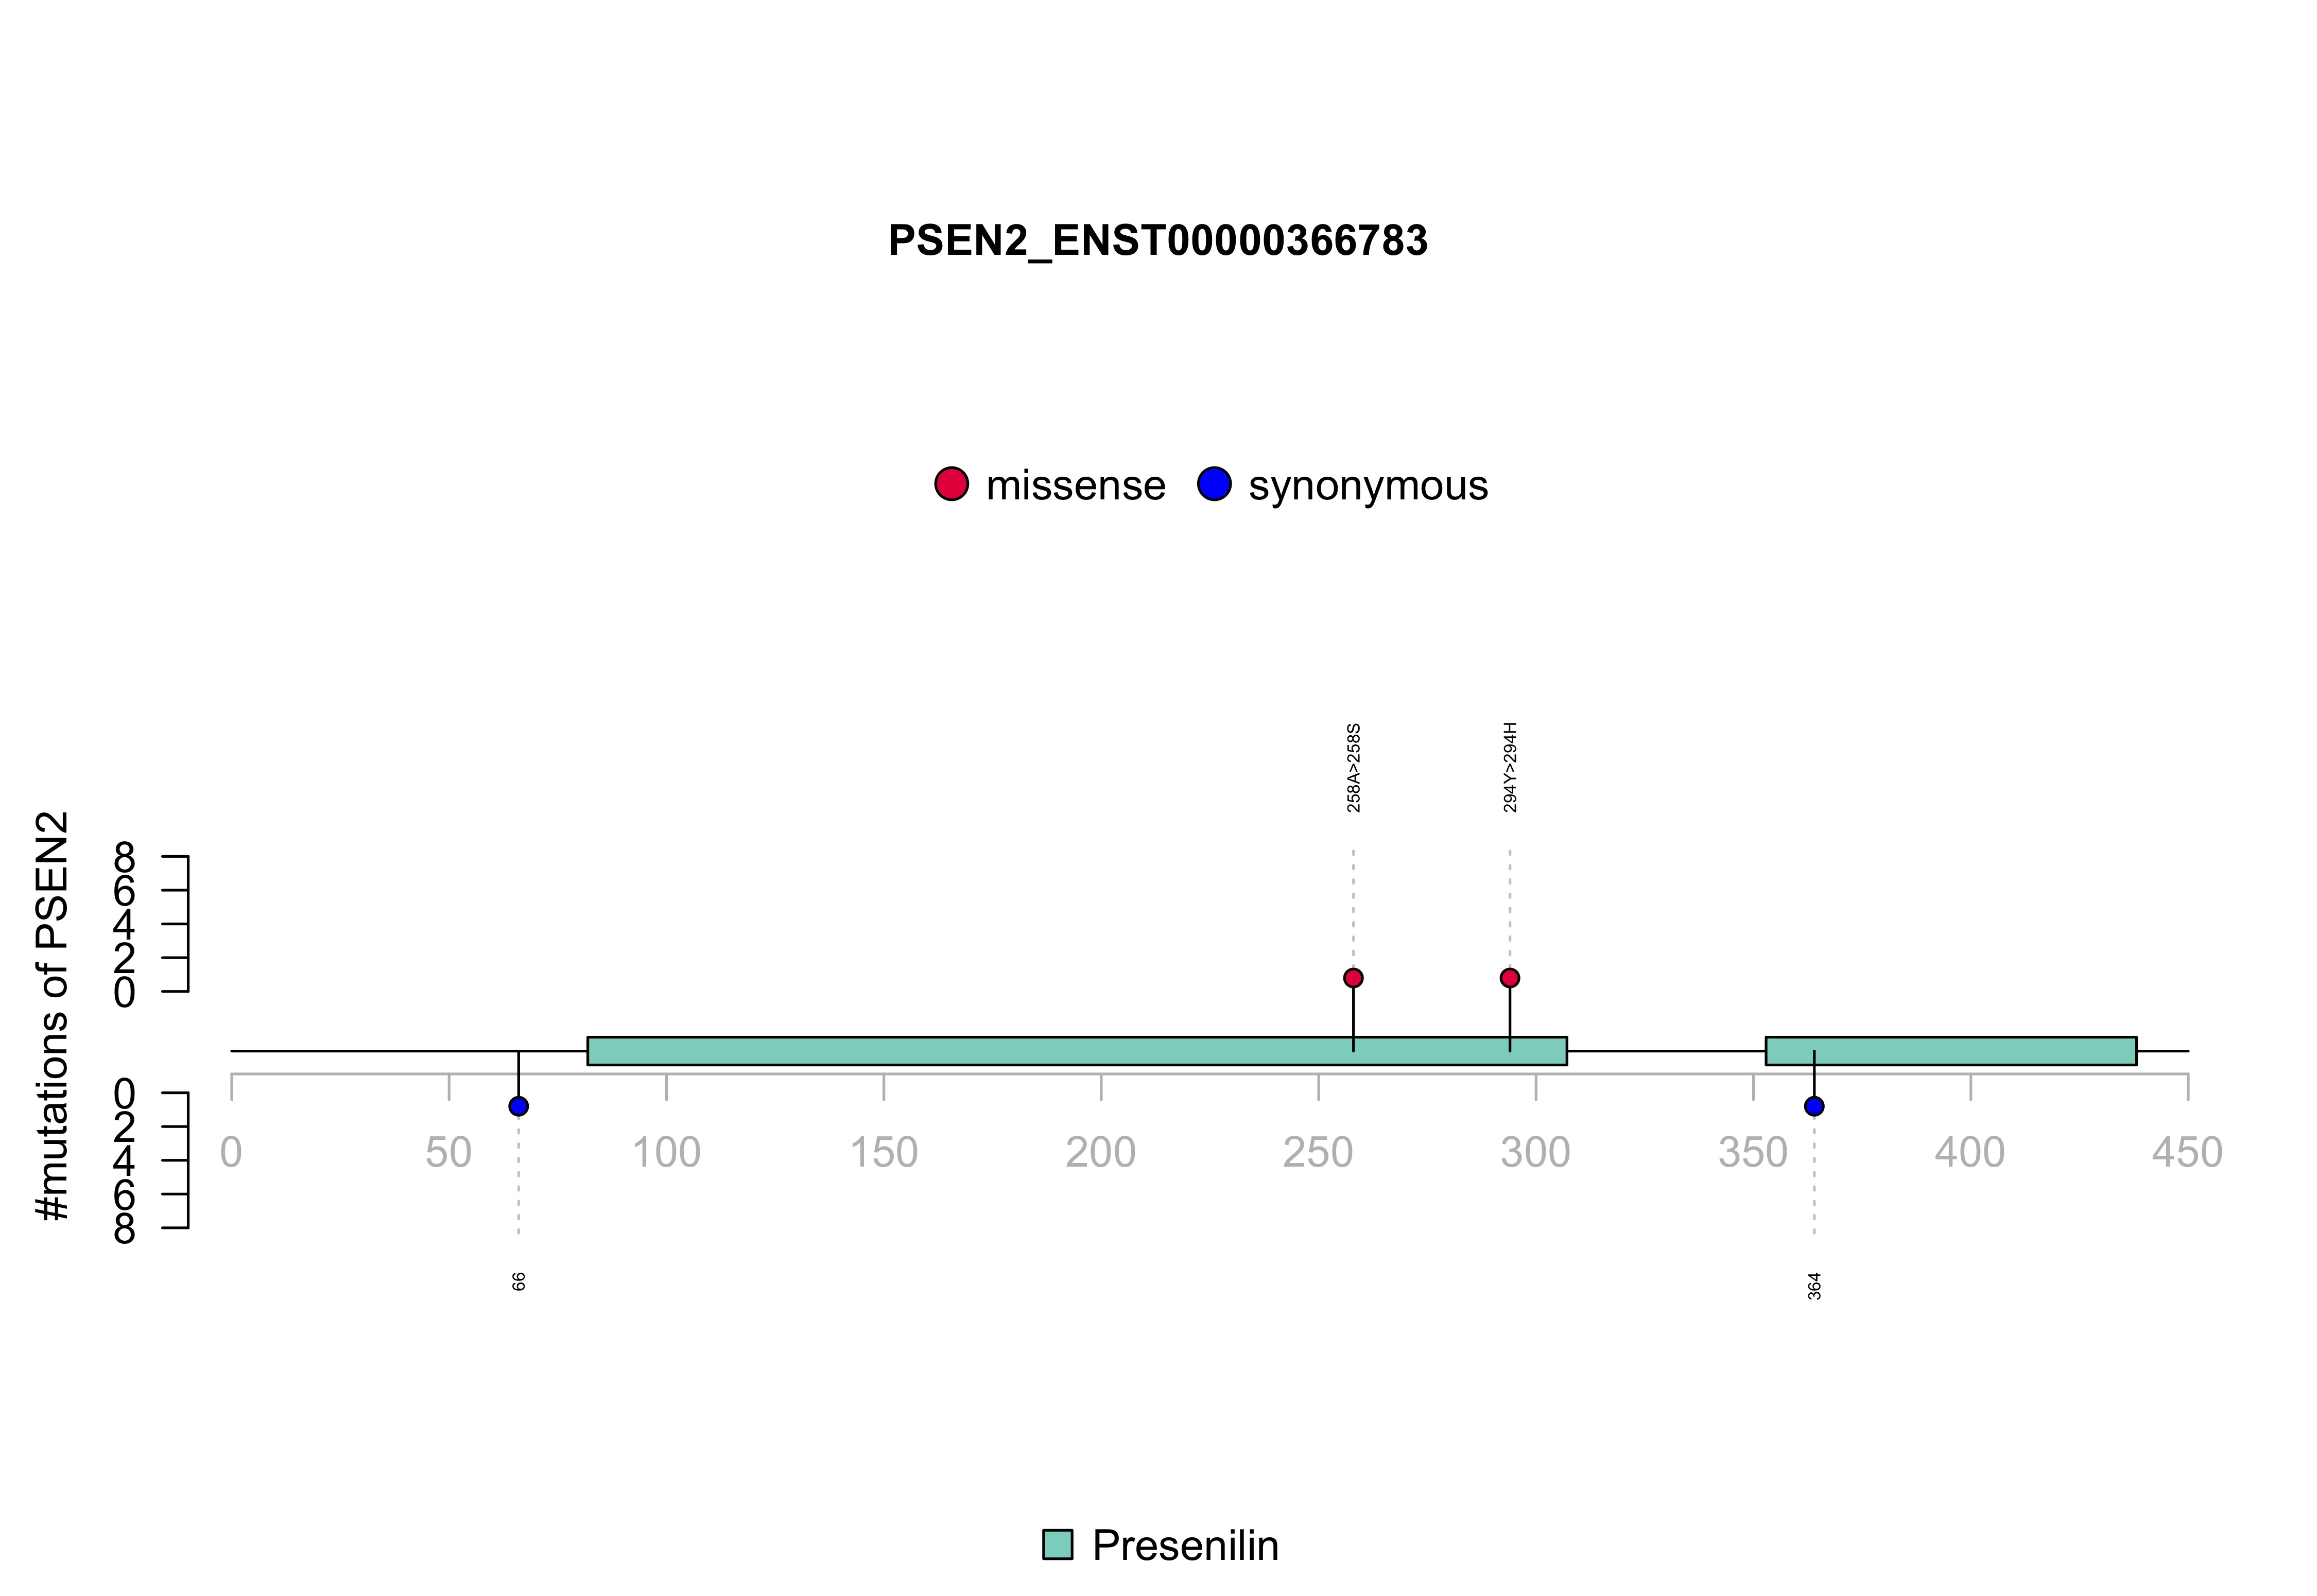 PSEN2_ENST00000366783
missense synonymous
258A>258S
294Y>294H
#mutations of PSEN2
8
6
4
2
0
0
2
4
6
8
0 50 100 150 200 250 300 350 400 450
66
364
Presenilin